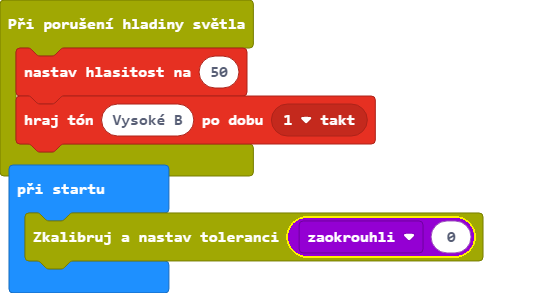 Při porušení hladiny světla
nastav hlasitost na 50
hraj tón Vysoké B po dobu 1 takt
při startu
Zkalibruj a nastav toleranci zaokrouhli 0